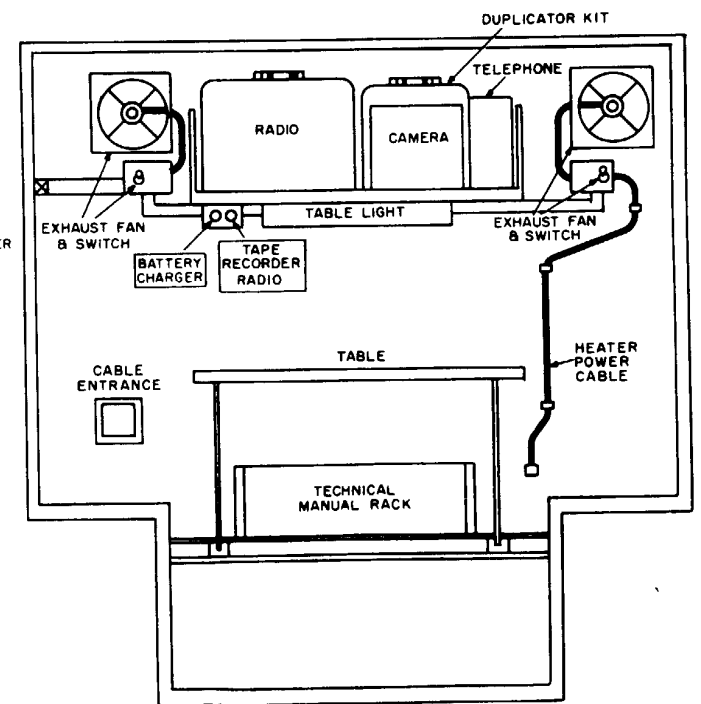 DUPLICATOR KIT
TELEPHONE
RADIO
CAMERA
TABLE LIGHT
EXHAUST FAN
& SWITCH
EXHAUST FAN
& SWITCH
BATTERY
CHARGER
TAPE
RECORDER
RADIO
HEATER
POWER
CABLE
TABLE
CABLE
ENTRANCE
TECHNICAL
MANUAL RACK